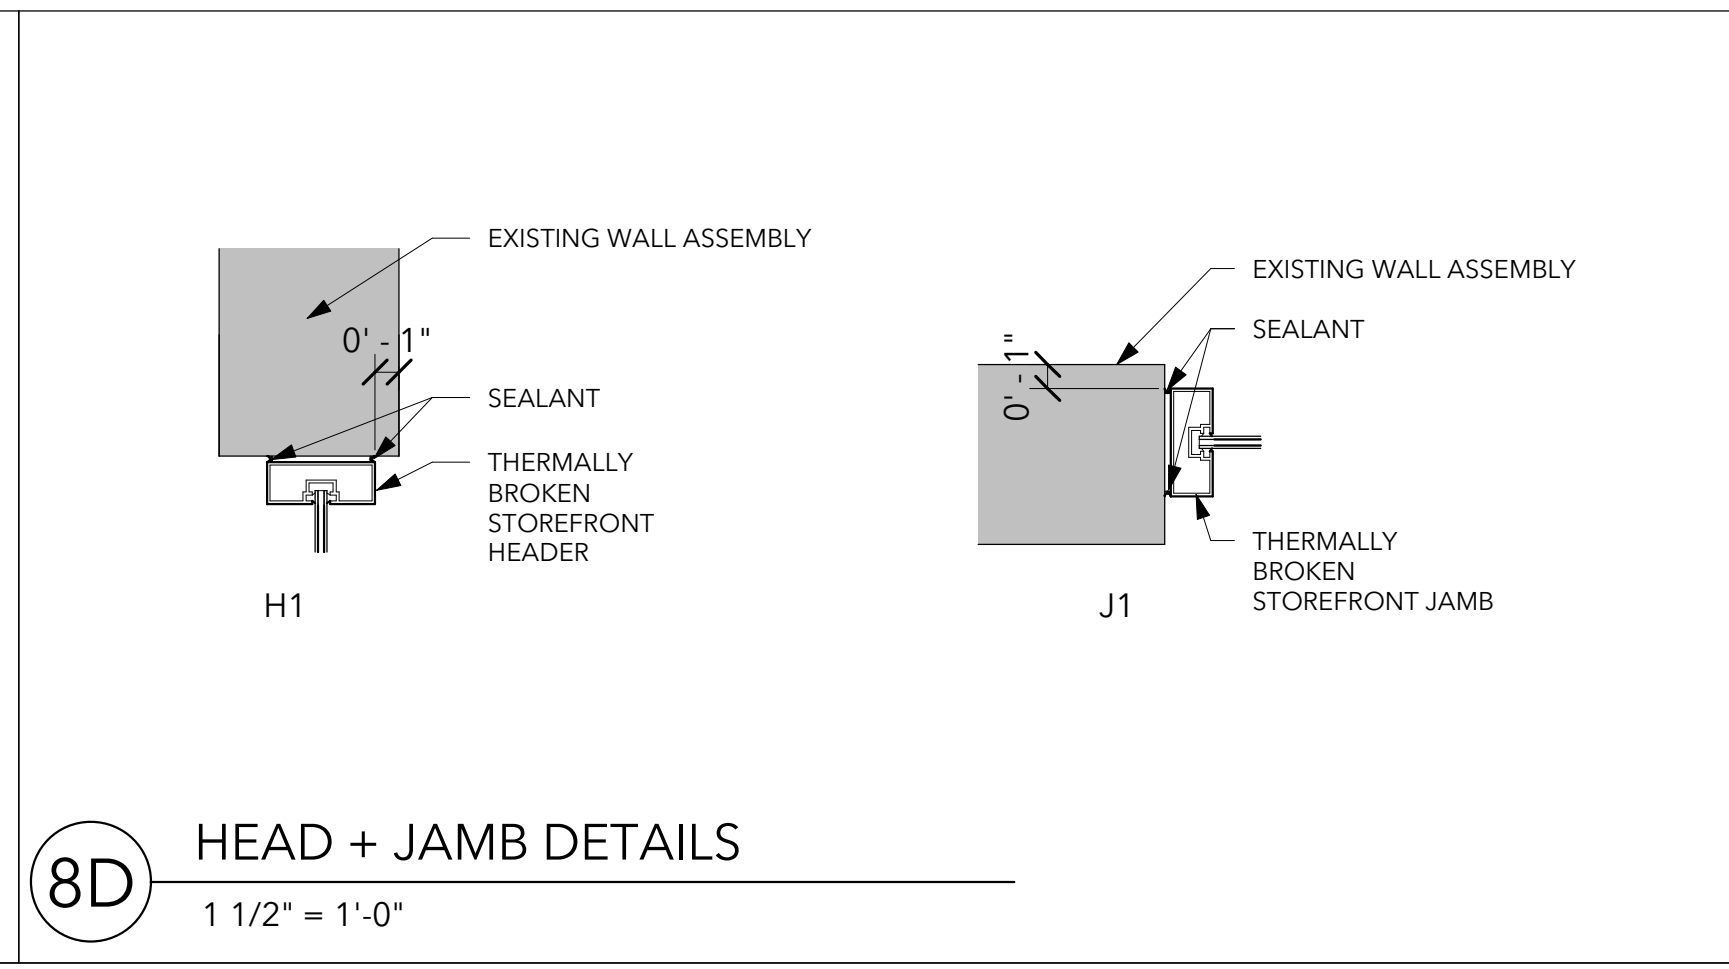 EXISTING WALL ASSEMBLY
0' - 1"
SEALANT
THERMALLY
BROKEN
STOREFRONT
HEADER
H1
EXISTING WALL ASSEMBLY
SEALANT
0' - 1"
THERMALLY
BROKEN
STOREFRONT JAMB
J1
8D
HEAD + JAMB DETAILS
1 1/2" = 1'-0"